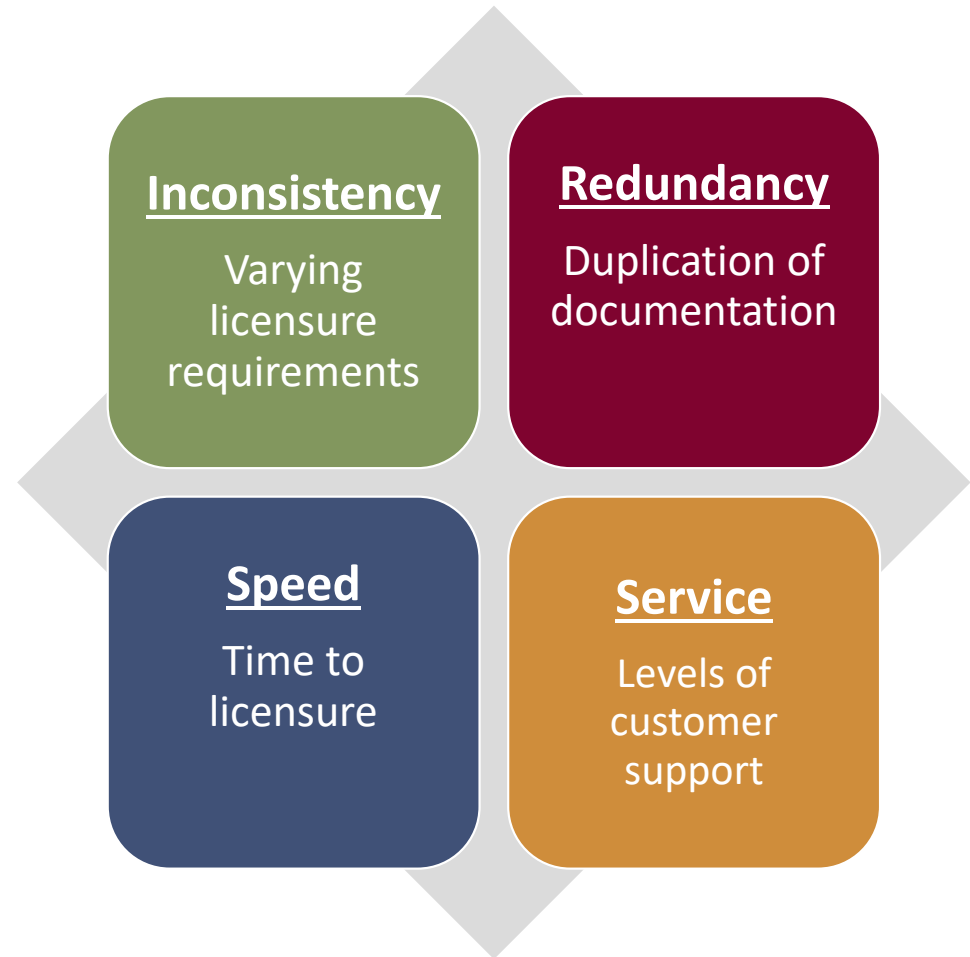 Inconsistency
Varying
licensure
requirements
Redundancy
Duplication of
documentation
Speed
Time to
licensure
Service
Levels of
customer
support